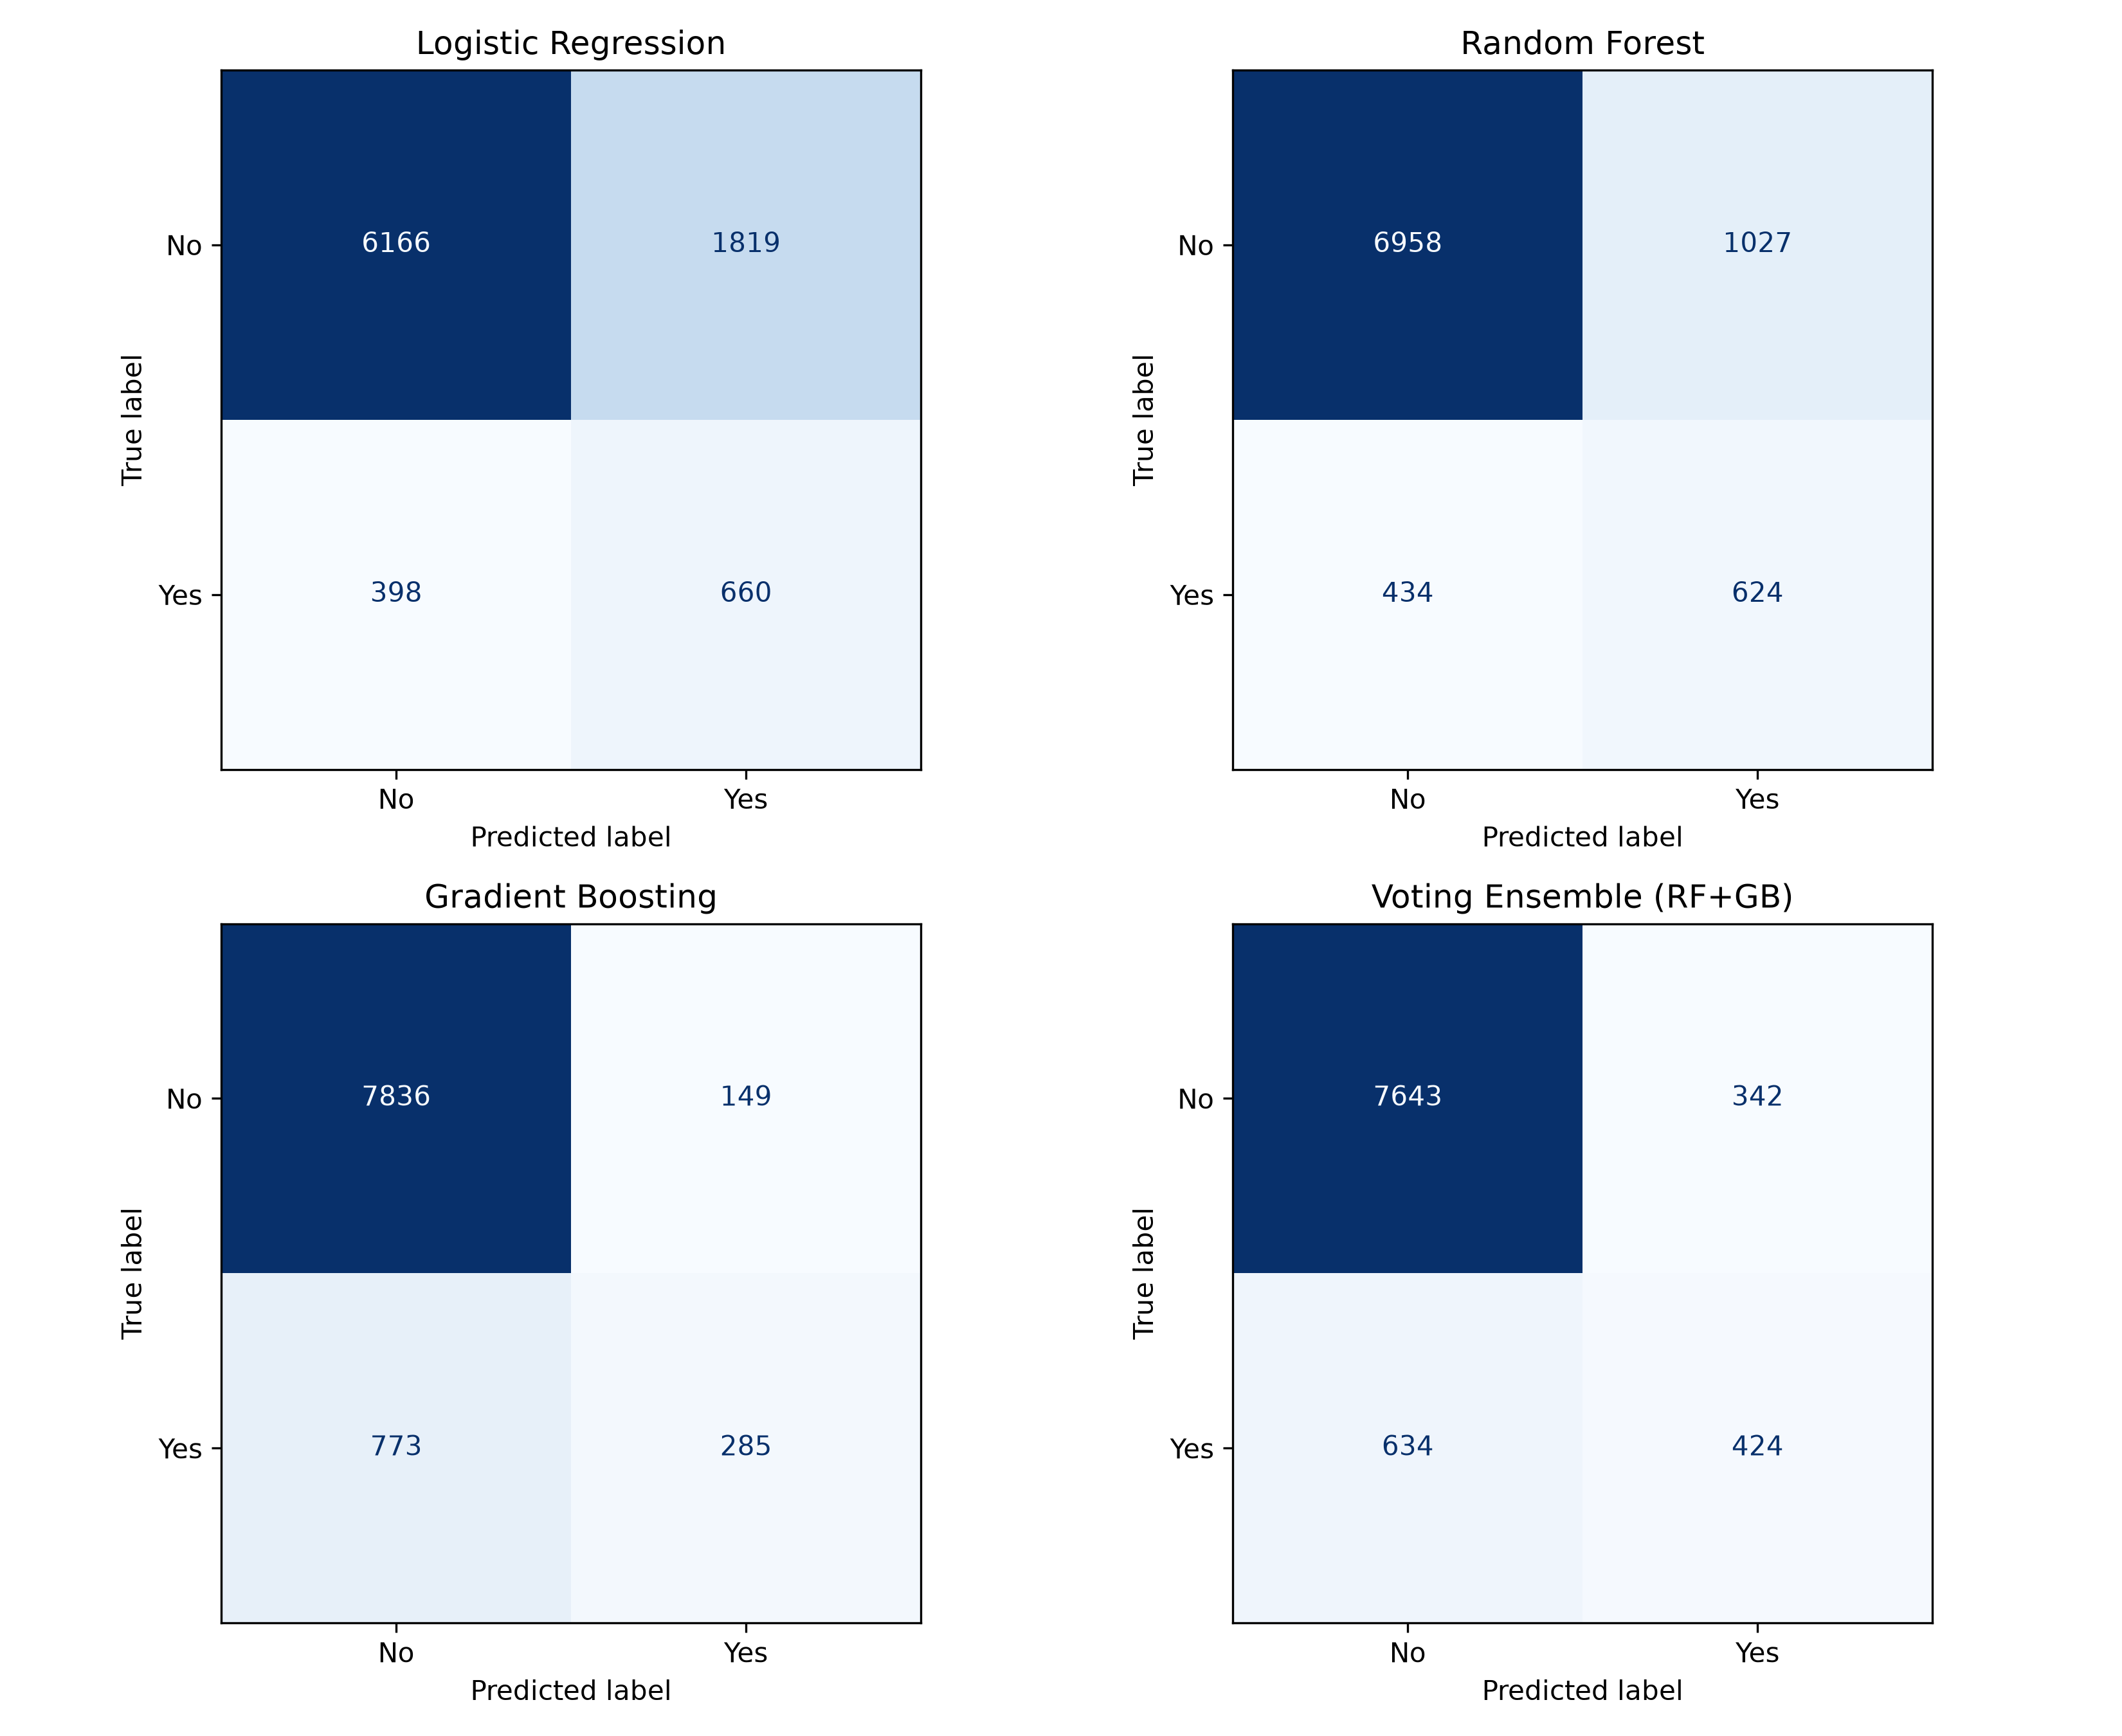 Logistic Regression
No
6166
1819
True label
Yes
398
660
No
Yes
Predicted label
Random Forest
No
6958
1027
True label
Yes
434
624
No
Yes
Predicted label
Gradient Boosting
No
7836
149
True label
Yes
773
285
No
Yes
Predicted label
Voting Ensemble (RF+GB)
No
7643
342
True label
Yes
634
424
No
Yes
Predicted label